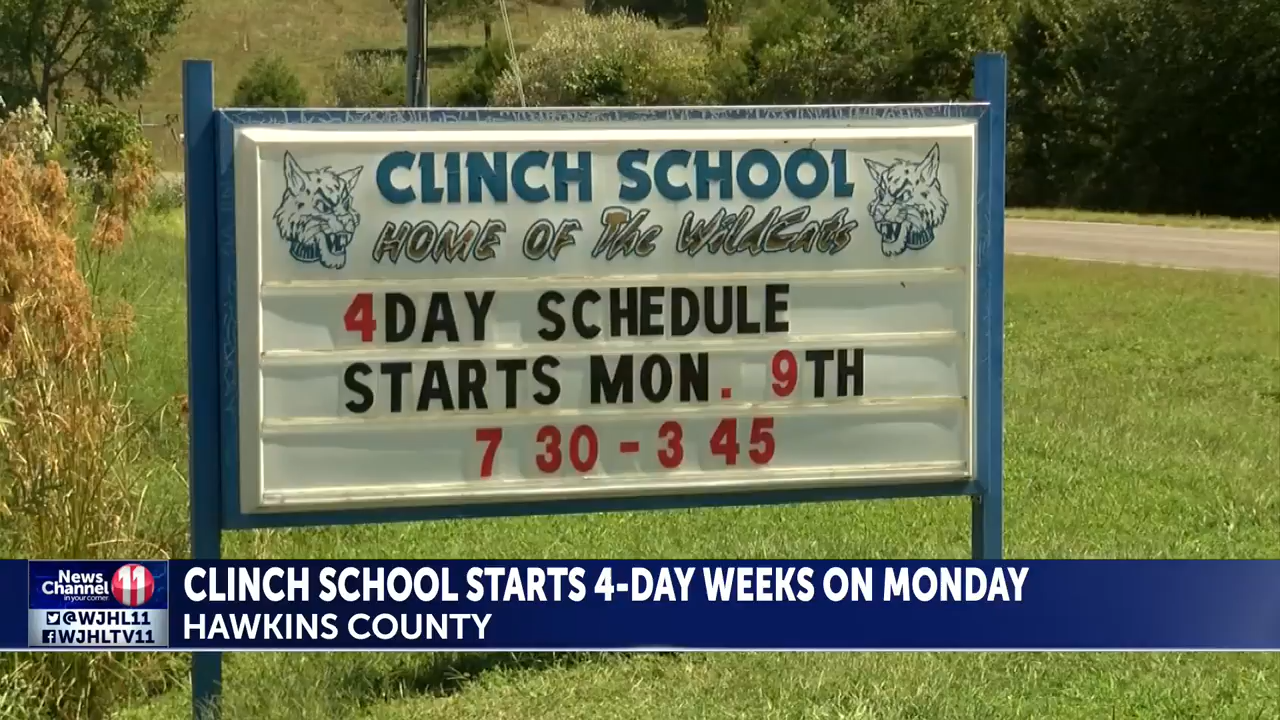 CLINCH SCHOOL
HOME OF The WildCats
4DAY SCHEDULE
STARTS MON. 9TH
7 30-3 45
News
Channel 11
in your corner
@WJHL11
WJHLTV11
CLINCH SCHOOL STARTS 4-DAY WEEKS ON MONDAY
HAWKINS COUNTY